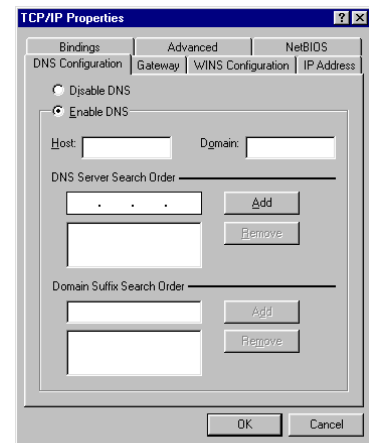 TCP/IP Properties
Bindings Advanced NetBIOS
DNS Configuration Gateway WINS Configuration IP Address
Disable DNS
Enable DNS
Host: Domain:
DNS Server Search Order
. . . Add
Remove
Domain Suffix Search Order
Add
Remove
OK Cancel